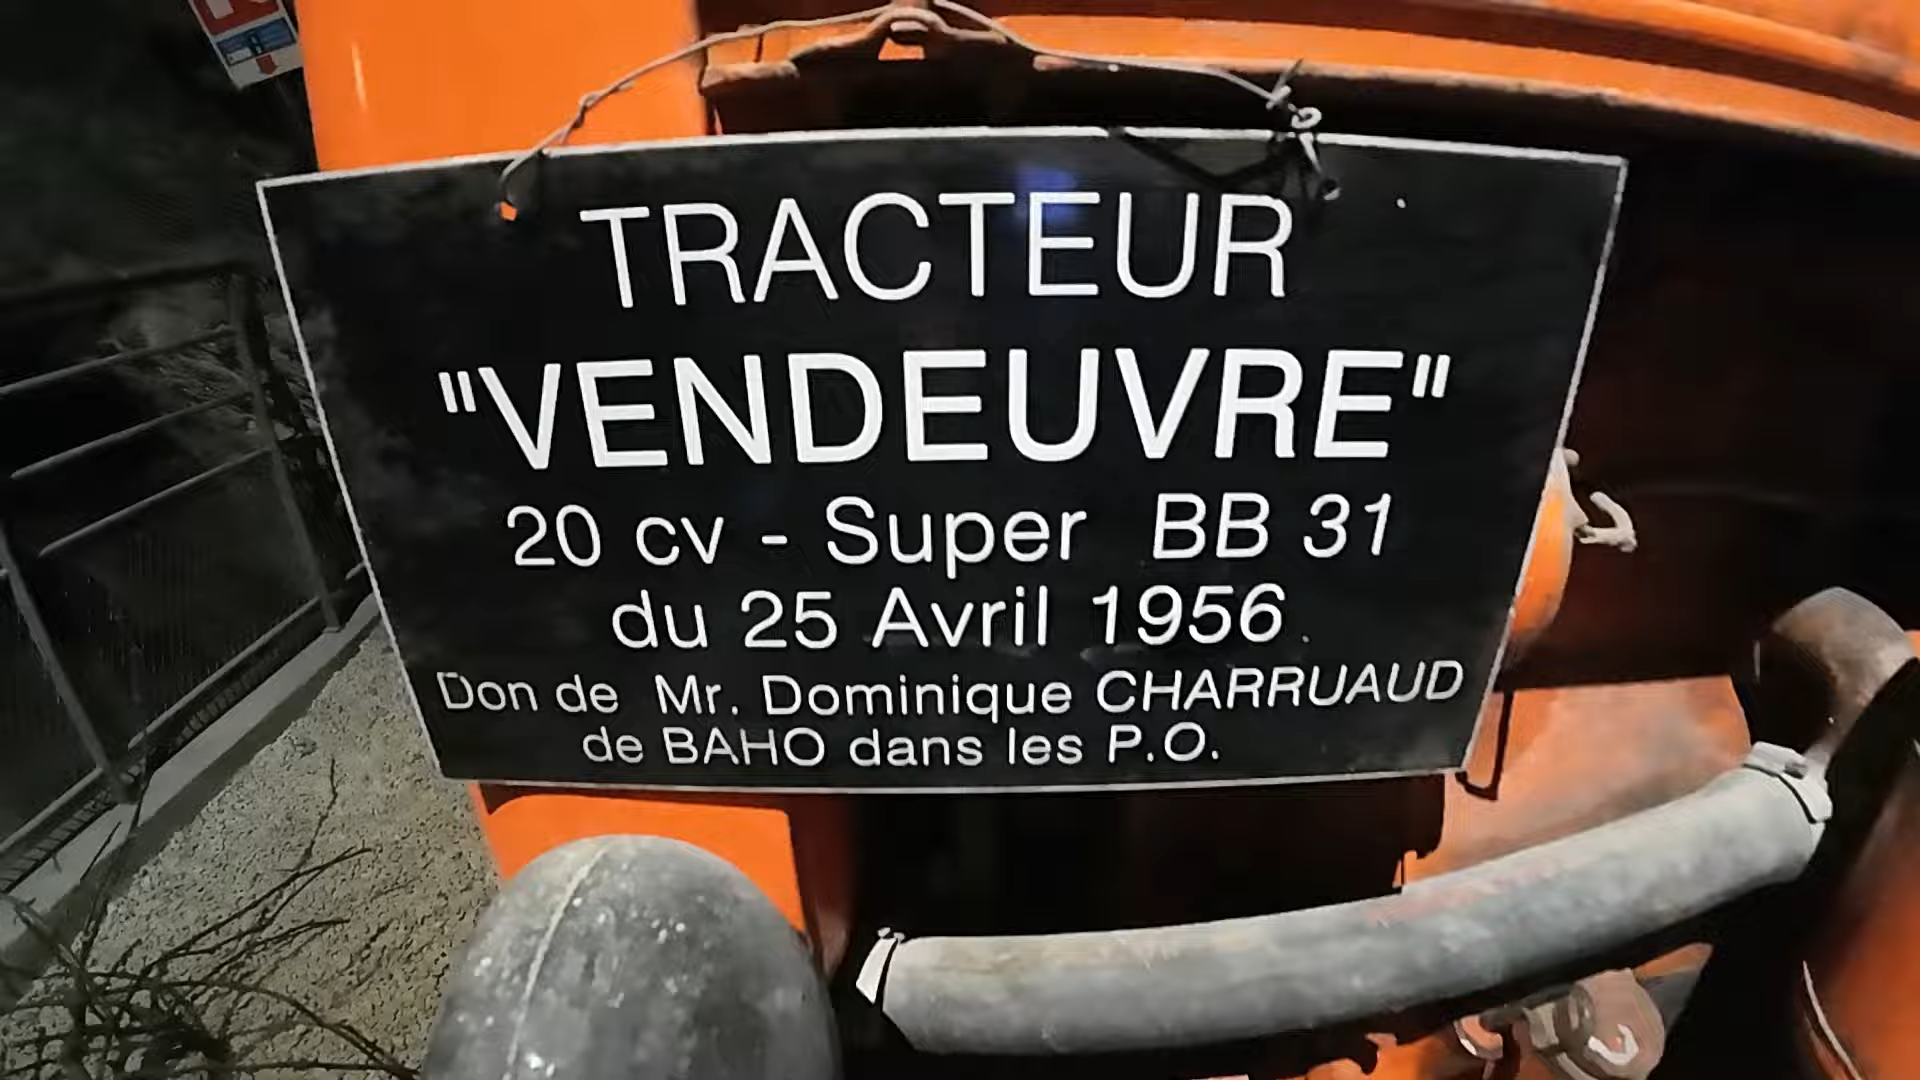 TRACTEUR
"VENDEUVRE"
20 cv - Super BB 31
du 25 Avril 1956
Don de Mr. Dominique CHARRUAUD
de BAHO dans les P.O.